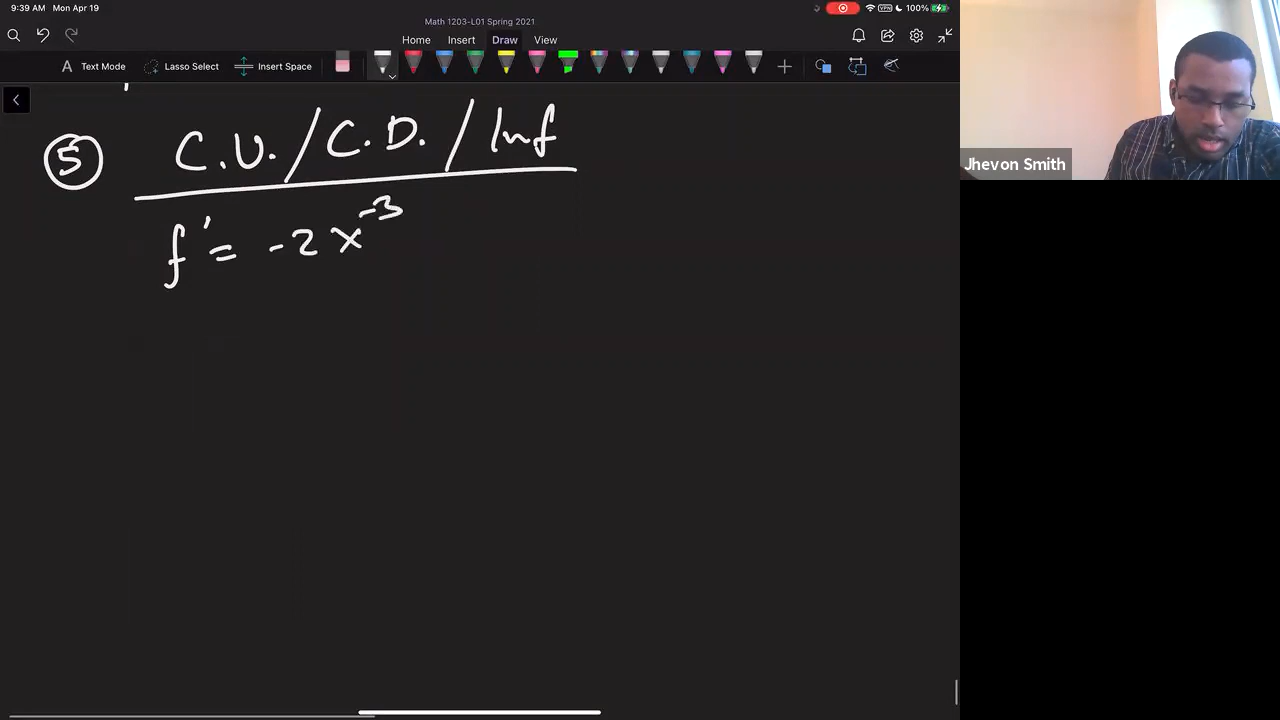 9:39 AM Mon Apr 19
VPN 100%
Math 1203-L01 Spring 2021
Home Insert Draw View
A Text Mode Lasso Select Insert Space
⑤ C.U. / C.D. / Inf
f' = -2x⁻³
Jhevon Smith